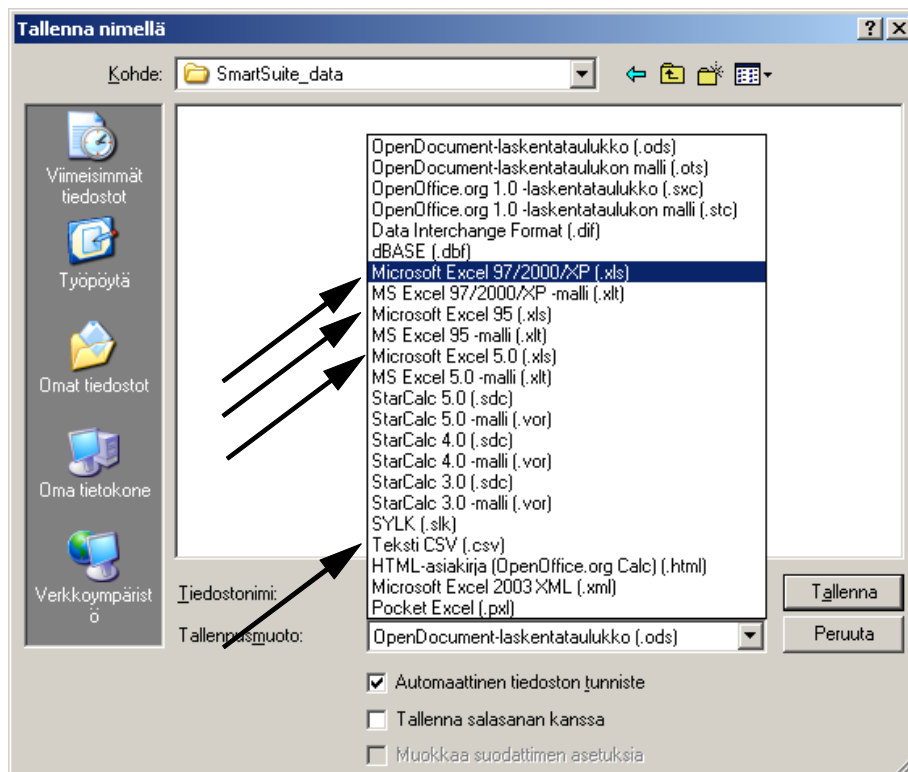 Tallenna nimellä
Kohde:
SmartSuite_data
Viimeisimmät
tiedostot
Työpöytä
Omat tiedostot
Oma tietokone
Verkkoympärist
ö
OpenDocument-laskentataulukko (.ods)
OpenDocument-laskentataulukon malli (.ots)
OpenOffice.org 1.0 -laskentataulukko (.sxc)
OpenOffice.org 1.0 -laskentataulukon malli (.stc)
Data Interchange Format (.dif)
dBASE (.dbf)
Microsoft Excel 97/2000/XP (.xls)
MS Excel 97/2000/XP -malli (.xlt)
Microsoft Excel 95 (.xls)
MS Excel 95 -malli (.xlt)
Microsoft Excel 5.0 (.xls)
MS Excel 5.0 -malli (.xlt)
StarCalc 5.0 (.sdc)
StarCalc 5.0 -malli (.vor)
StarCalc 4.0 (.sdc)
StarCalc 4.0 -malli (.vor)
StarCalc 3.0 (.sdc)
StarCalc 3.0 -malli (.vor)
SYLK (.slk)
Teksti CSV (.csv)
HTML-asiakirja (OpenOffice.org Calc) (.html)
Microsoft Excel 2003 XML (.xml)
Pocket Excel (.pxl)
Tiedostonimi:
Tallenna
Tallennusmuoto:
OpenDocument-laskentataulukko (.ods)
Peruuta
Automaattinen tiedoston tunniste
Tallenna salasanan kanssa
Muokkaa suodattimen asetuksia